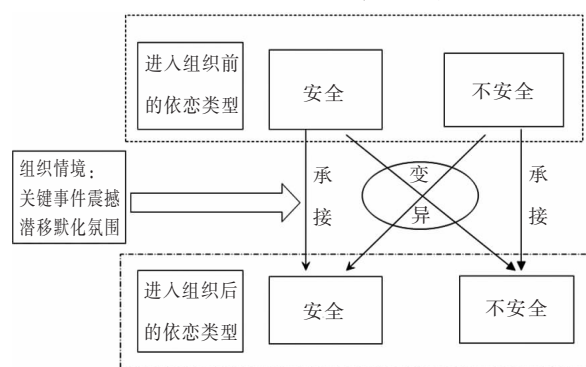 进入组织前
的依恋类型
安全
不安全
组织情境：
关键事件震撼
潜移默化氛围
承
接
变
异
承
接
进入组织后
的依恋类型
安全
不安全